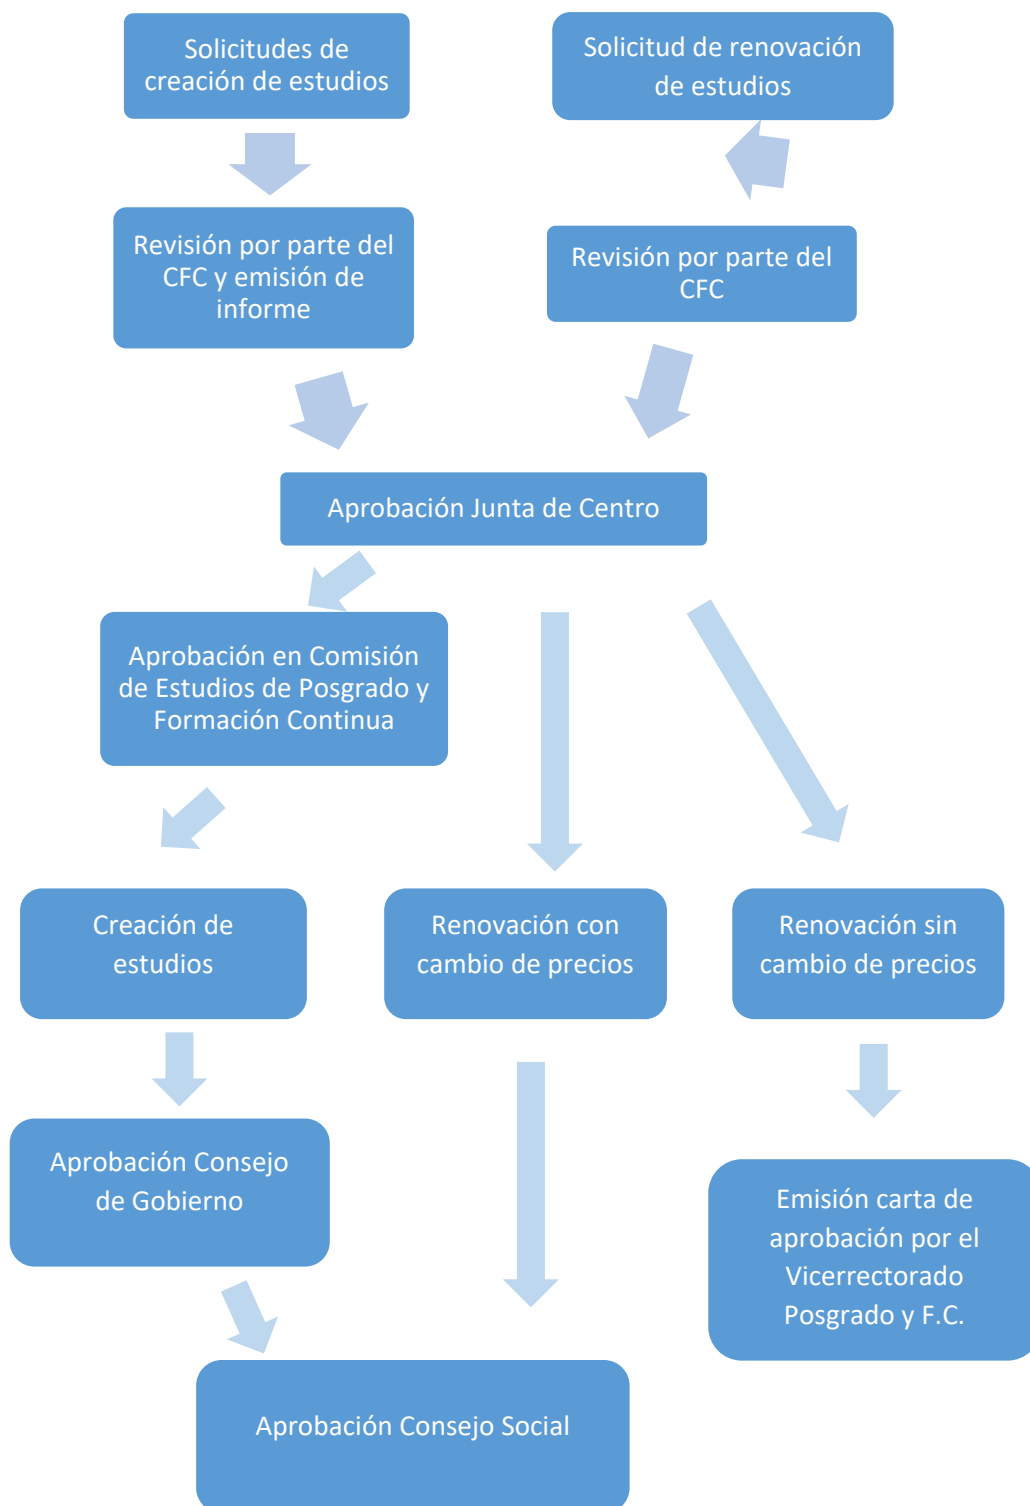 Solicitudes de
creación de estudios
Solicitud de renovación
de estudios
Revisión por parte del
CFC y emisión de
informe
Revisión por parte del
CFC
Aprobación Junta de Centro
Aprobación en Comisión
de Estudios de Posgrado y
Formación Continua
Creación de
estudios
Renovación con
cambio de precios
Renovación sin
cambio de precios
Aprobación Consejo
de Gobierno
Emisión carta de
aprobación por el
Vicerrectorado
Posgrado y F.C.
Aprobación Consejo Social